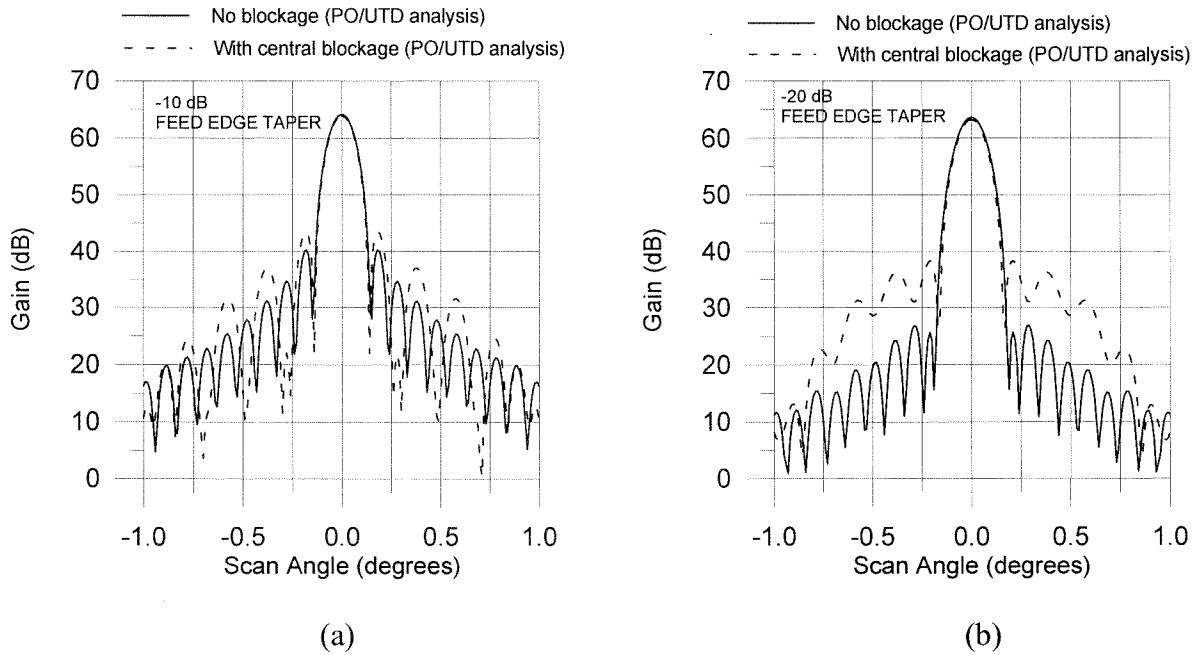 No blockage (PO/UTD analysis)
With central blockage (PO/UTD analysis)
70
60
50
40
30
20
10
0
Gain (dB)
-10 dB
FEED EDGE TAPER
-1.0 -0.5 0.0 0.5 1.0
Scan Angle (degrees)
(a)
No blockage (PO/UTD analysis)
With central blockage (PO/UTD analysis)
70
60
50
40
30
20
10
0
Gain (dB)
-20 dB
FEED EDGE TAPER
-1.0 -0.5 0.0 0.5 1.0
Scan Angle (degrees)
(b)